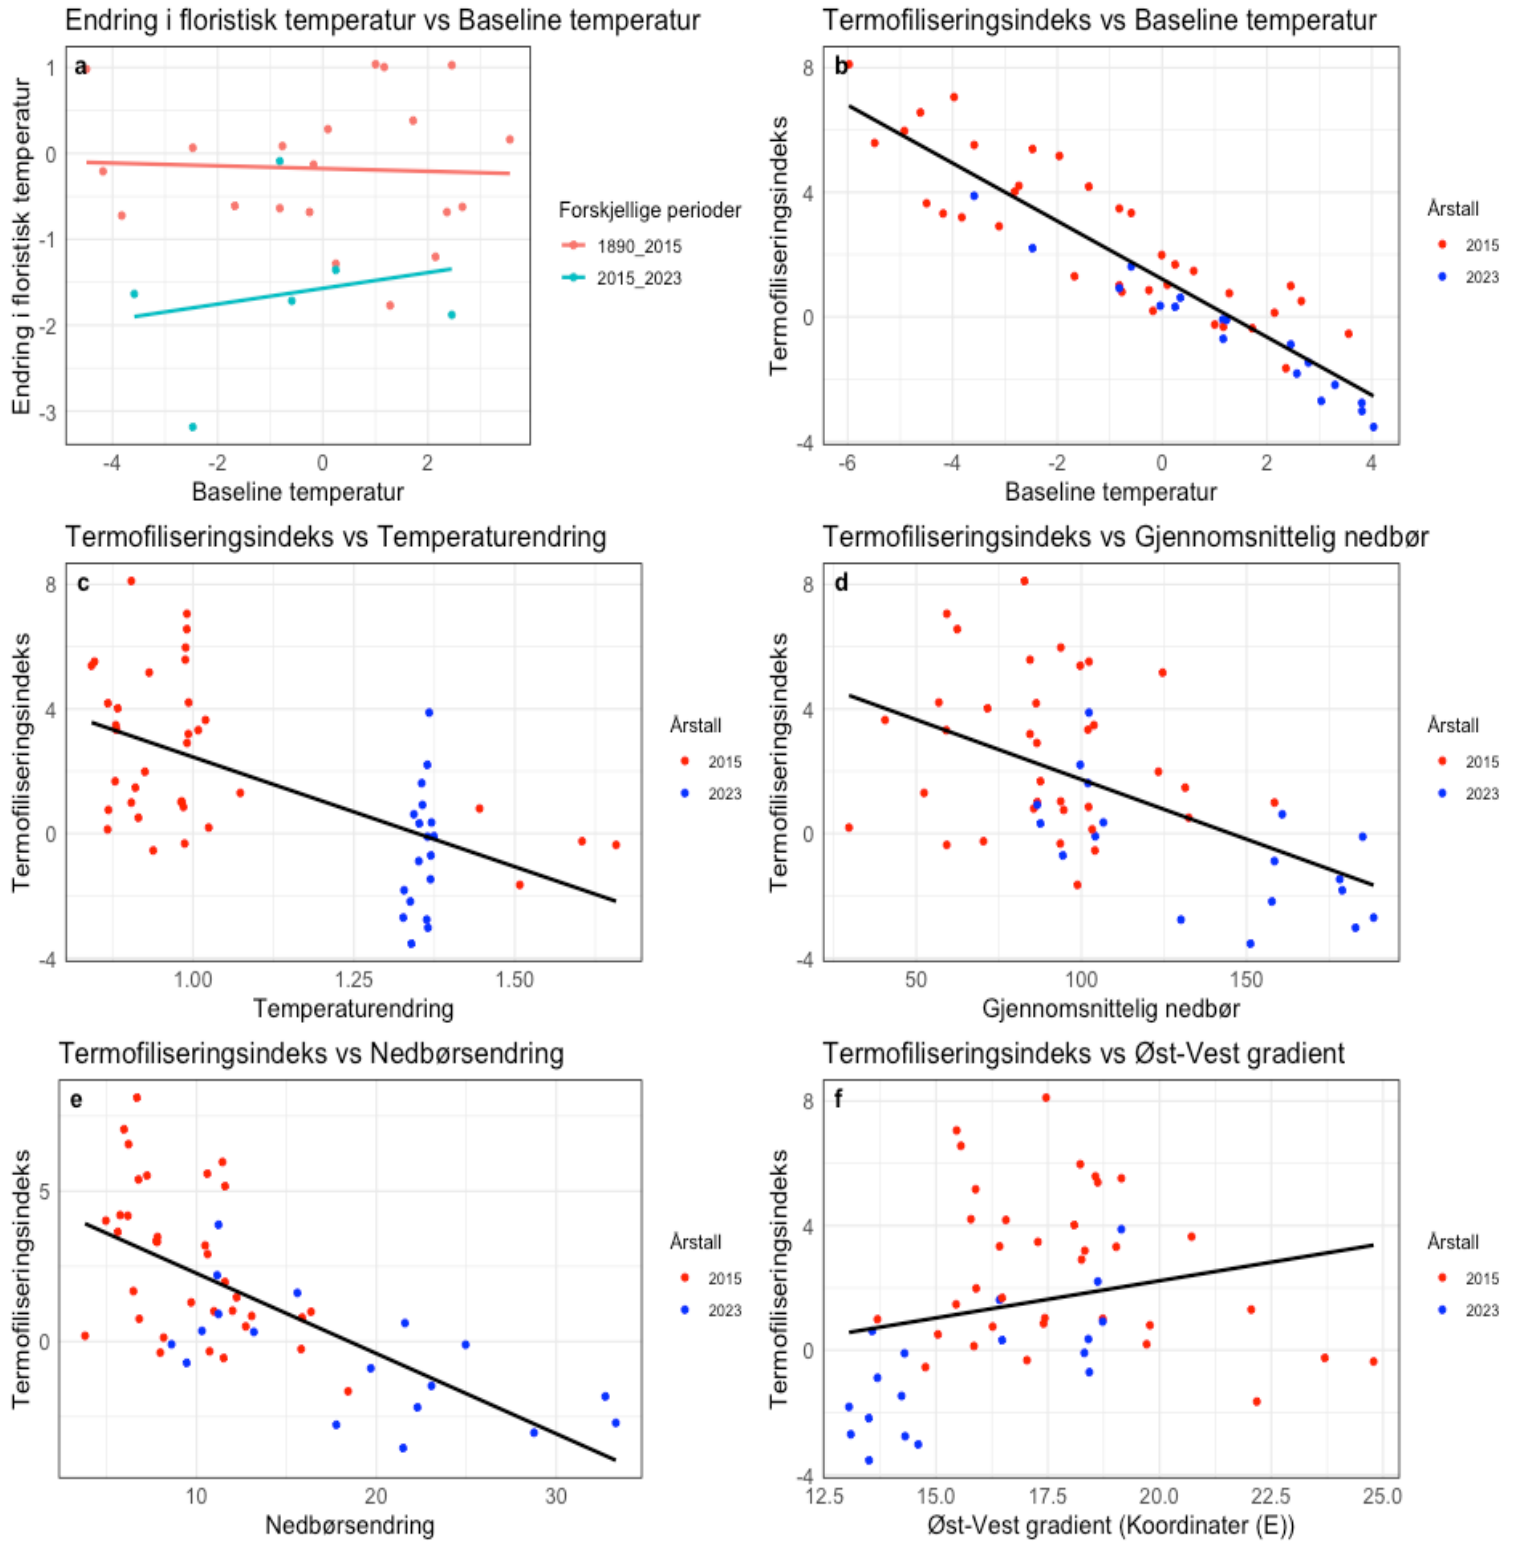 Endring i floristisk temperatur vs Baseline temperatur
a
Endring i floristisk temperatur
1
0
-1
-2
-3
-4
-2
0
2
Baseline temperatur
Forskjellige perioder
1890_2015
2015_2023
Termofiliseringsindeks vs Baseline temperatur
b
Termofiliseringsindeks
8
4
0
-4
-6
-4
-2
0
2
4
Baseline temperatur
Årstall
2015
2023
Termofiliseringsindeks vs Temperaturendring
c
Termofiliseringsindeks
8
4
0
-4
1.00
1.25
1.50
Temperaturendring
Årstall
2015
2023
Termofiliseringsindeks vs Gjennomsnittelig nedbør
d
Termofiliseringsindeks
8
4
0
-4
50
100
150
Gjennomsnittelig nedbør
Årstall
2015
2023
Termofiliseringsindeks vs Nedbørsendring
e
Termofiliseringsindeks
5
0
10
20
30
Nedbørsendring
Årstall
2015
2023
Termofiliseringsindeks vs Øst-Vest gradient
f
Termofiliseringsindeks
8
4
0
-4
12.5
15.0
17.5
20.0
22.5
25.0
Øst-Vest gradient (Koordinater (E))
Årstall
2015
2023